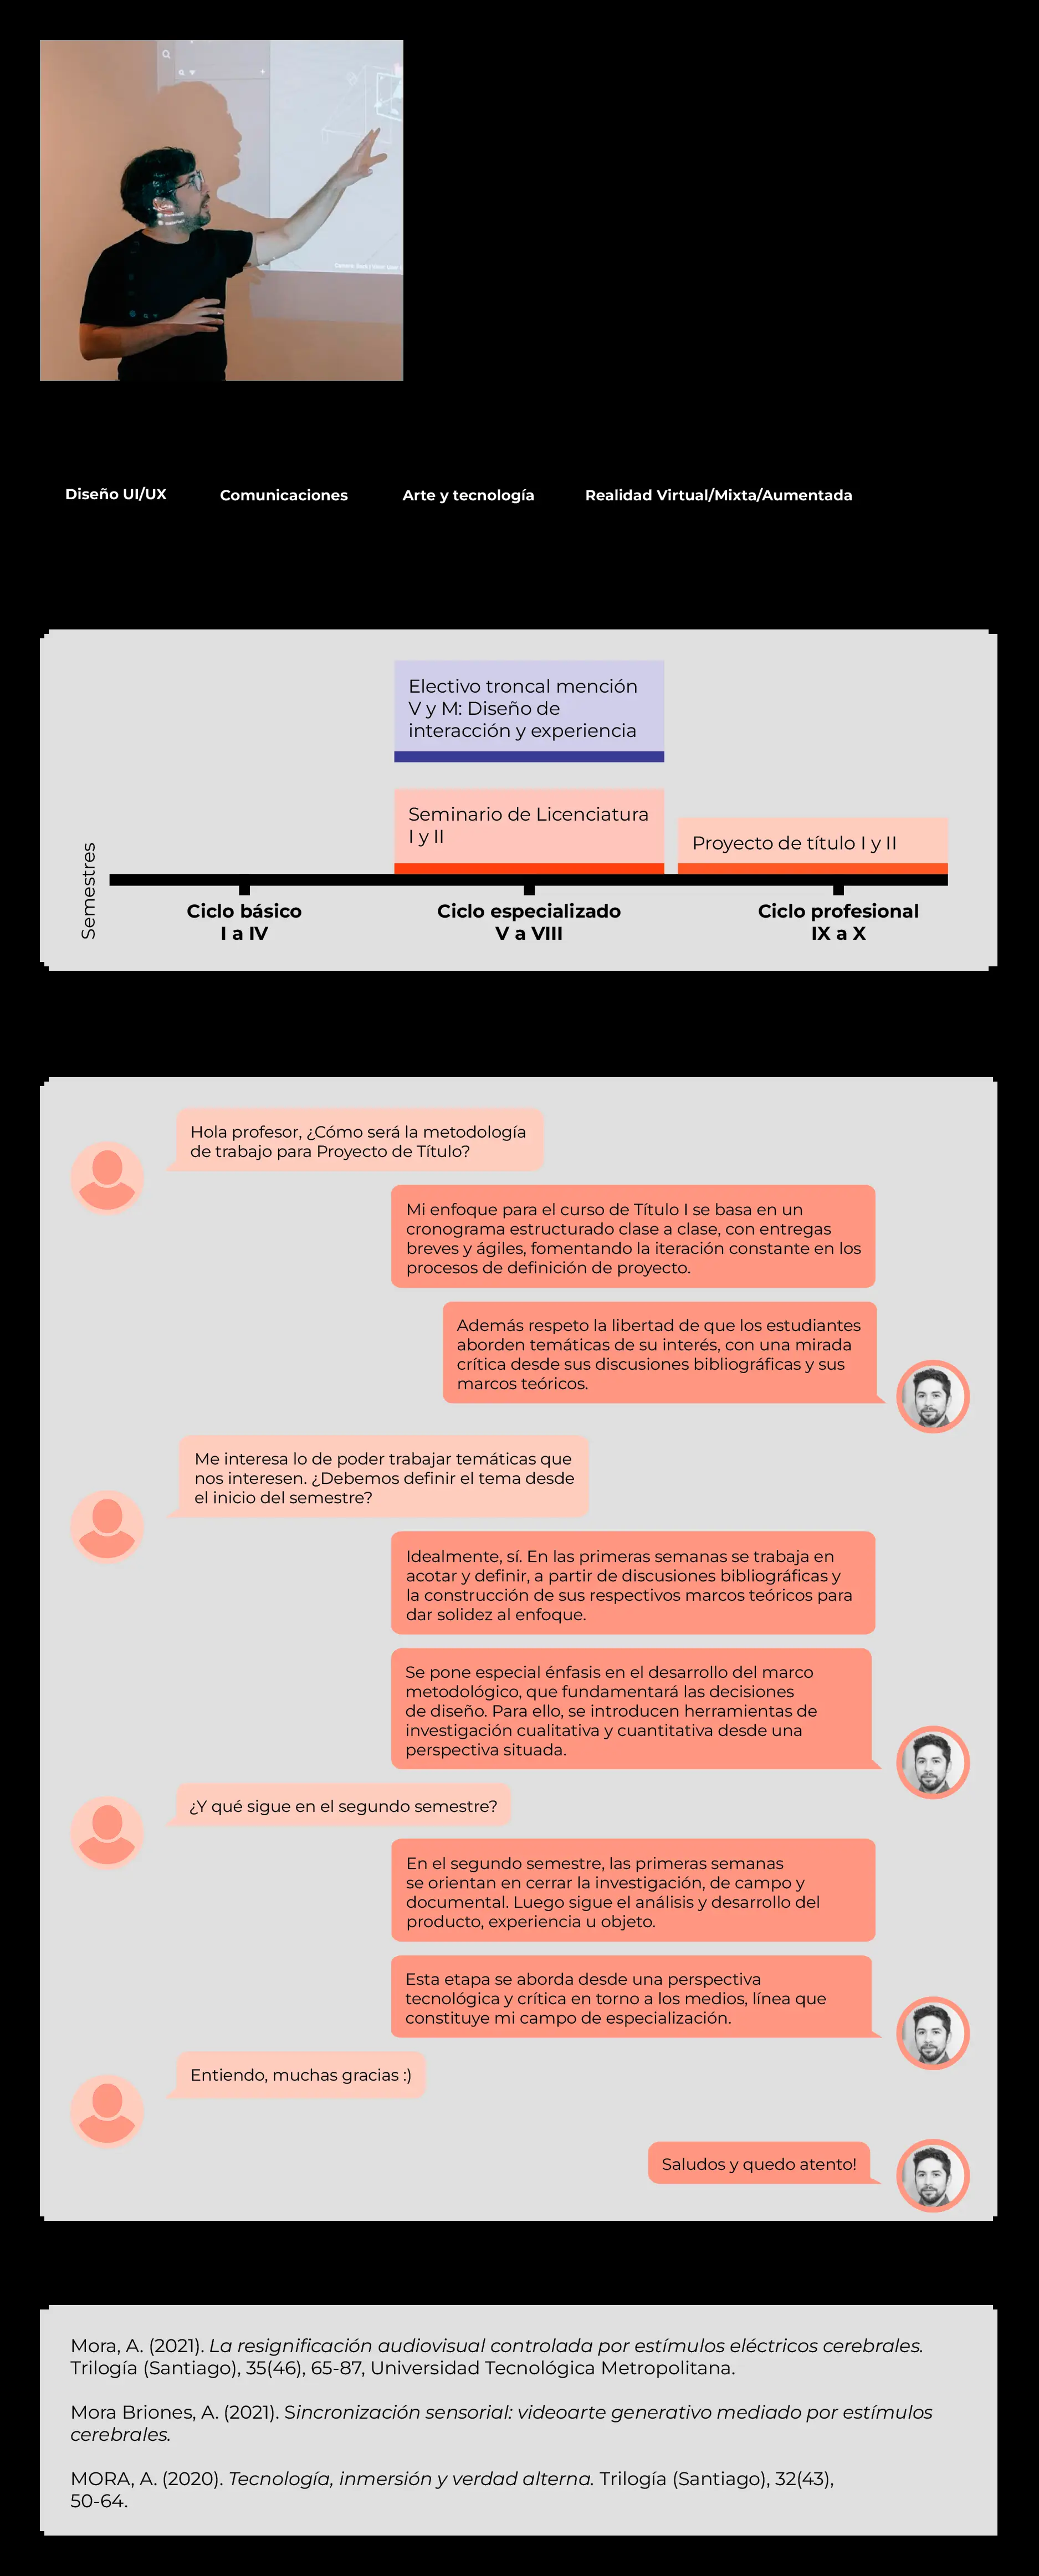 Diseño UI/UX
Comunicaciones
Arte y tecnología
Realidad Virtual/Mixta/Aumentada
Electivo troncal mención
V y M: Diseño de
interacción y experiencia
Seminario de Licenciatura
I y II
Proyecto de título I y II
Semestres
Ciclo básico
I a IV
Ciclo especializado
V a VIII
Ciclo profesional
IX a X
Hola profesor, ¿Cómo será la metodología
de trabajo para Proyecto de Título?
Mi enfoque para el curso de Título I se basa en un
cronograma estructurado clase a clase, con entregas
breves y ágiles, fomentando la iteración constante en los
procesos de definición de proyecto.
Además respeto la libertad de que los estudiantes
aborden temáticas de su interés, con una mirada
crítica desde sus discusiones bibliográficas y sus
marcos teóricos.
Me interesa lo de poder trabajar temáticas que
nos interesen. ¿Debemos definir el tema desde
el inicio del semestre?
Idealmente, sí. En las primeras semanas se trabaja en
acotar y definir, a partir de discusiones bibliográficas y
la construcción de sus respectivos marcos teóricos para
dar solidez al enfoque.
Se pone especial énfasis en el desarrollo del marco
metodológico, que fundamentará las decisiones
de diseño. Para ello, se introducen herramientas de
investigación cualitativa y cuantitativa desde una
perspectiva situada.
¿Y qué sigue en el segundo semestre?
En el segundo semestre, las primeras semanas
se orientan en cerrar la investigación, de campo y
documental. Luego sigue el análisis y desarrollo del
producto, experiencia u objeto.
Esta etapa se aborda desde una perspectiva
tecnológica y crítica en torno a los medios, línea que
constituye mi campo de especialización.
Entiendo, muchas gracias :)
Saludos y quedo atento!
Mora, A. (2021). La resignificación audiovisual controlada por estímulos eléctricos cerebrales.
Trilogía (Santiago), 35(46), 65-87, Universidad Tecnológica Metropolitana.
Mora Briones, A. (2021). Sincronización sensorial: videoarte generativo mediado por estímulos
cerebrales.
MORA, A. (2020). Tecnología, inmersión y verdad alterna. Trilogía (Santiago), 32(43),
50-64.